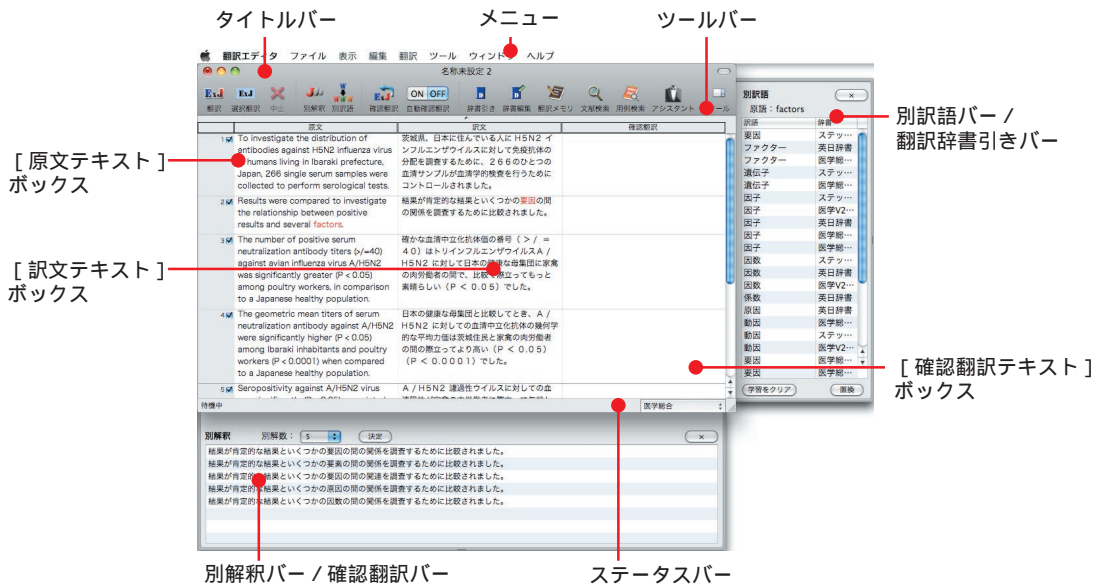 タイトルバー
メニュー
ツールバー
翻訳エディタ ファイル 表示 編集 翻訳 ツール ウィンドウ ヘルプ
名称未設定 2
ExJ ExJ ON OFF
翻訳 選択翻訳 中止 別解釈 別訳語 確認翻訳 自動確認翻訳 辞書引き 辞書編集 翻訳メモリ 文献検索 用例検索 アシスタント ール
原文 訳文 確認翻訳
1
To investigate the distribution of
antibodies against H5N2 influenza virus
humans living in Ibaraki prefecture,
Japan, 266 single serum samples were
collected to perform serological tests.
茨城県、日本に住んでいる人に H5N2 イ
ンフルエンザウイルスに対して免疫抗体の
分配を調査するために、266のひとつの
血清サンプルが血清学的検査を行うために
コントロールされました。
2
Results were compared to investigate
the relationship between positive
results and several factors.
結果が肯定的な結果といくつかの要因の間
の関係を調査するために比較されました。
3
The number of positive serum
neutralization antibody titers (>/=40)
against avian influenza virus A/H5N2
was significantly greater (P < 0.05)
among poultry workers, in comparison
to a Japanese healthy population.
確かな血清中立化抗体価の番号(>/=
40)はトリインフルエンザウイルスA/
H5N2 に対して日本の健康な母集団に家禽
の肉労働者の間で、比較で際立ってもっと
素晴らしい(P < 0.05)でした。
4
The geometric mean titers of serum
neutralization antibody against A/H5N2
were significantly higher (P < 0.05)
among Ibaraki inhabitants and poultry
workers (P < 0.0001) when compared
to a Japanese healthy population.
日本の健康な母集団と比較してとき、A/
H5N2 に対しての血清中立化抗体の幾何学
的な平均力価は茨城住民と家禽の肉労働者
の間の際立ってより高い(P < 0.05)
(P < 0.0001)でした。
5
Seropositivity against A/H5N2 virus
A/H5N2 濾過性ウイルスに対しての血
待機中
医学総合
別訳語
×
原語:factors
訳語 辞書
要因 ステッ…
ファクター 英日辞書
ファクター 医学総…
遺伝子 ステッ…
遺伝子 医学総…
因子 ステッ…
因子 医学V2…
因子 英日辞書
因子 医学総…
因子 医学総…
因数 ステッ…
因数 英日辞書
因数 医学V2…
係数 英日辞書
原因 英日辞書
動因 医学総…
動因 ステッ…
動因 医学V2…
要因 医学総…
要因 医学総…
学習をクリア 置換
別解釈 別解数: 5 決定 ×
結果が肯定的な結果といくつかの要因の間の関係を調査するために比較されました。
結果が肯定的な結果といくつかの要素の間の関係を調査するために比較されました。
結果が肯定的な結果といくつかの要因の間の関連を調査するために比較されました。
結果が肯定的な結果といくつかの原因の間の関係を調査するために比較されました。
結果が肯定的な結果といくつかの因数の間の関係を調査するために比較されました。
[原文テキスト]
ボックス
[訳文テキスト]
ボックス
別訳語バー /
翻訳辞書引きバー
[確認翻訳テキスト]
ボックス
別解釈バー / 確認翻訳バー
ステータスバー